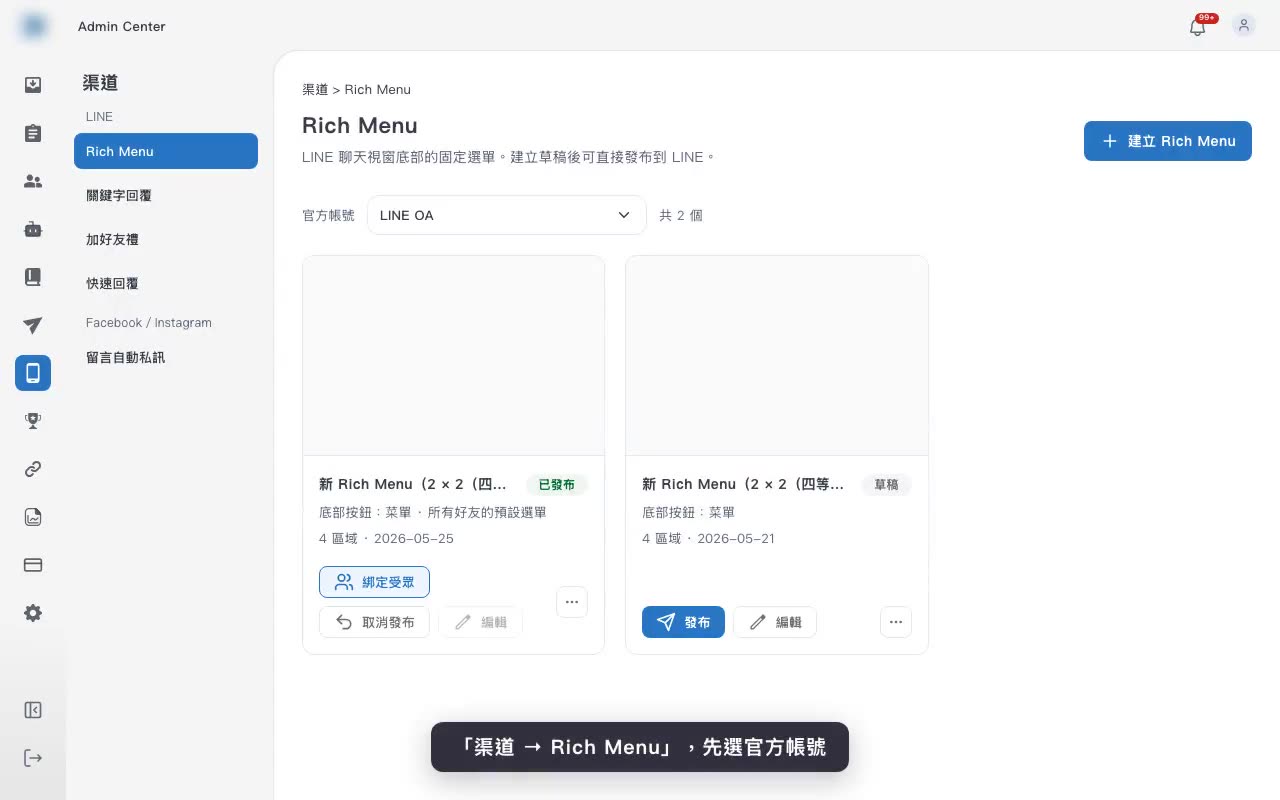 Admin Center
99+
渠道
LINE
Rich Menu
關鍵字回覆
加好友禮
快速回覆
Facebook / Instagram
留言自動私訊
渠道 > Rich Menu
Rich Menu
LINE 聊天視窗底部的固定選單。建立草稿後可直接發布到 LINE。
建立 Rich Menu
官方帳號
LINE OA
共 2 個
新 Rich Menu（2 × 2（四...
已發布
底部按鈕：菜單 · 所有好友的預設選單
4 區域 · 2026-05-25
綁定受眾
取消發布
編輯
新 Rich Menu（2 × 2（四等...
草稿
底部按鈕：菜單
4 區域 · 2026-05-21
發布
編輯
「渠道 → Rich Menu」，先選官方帳號